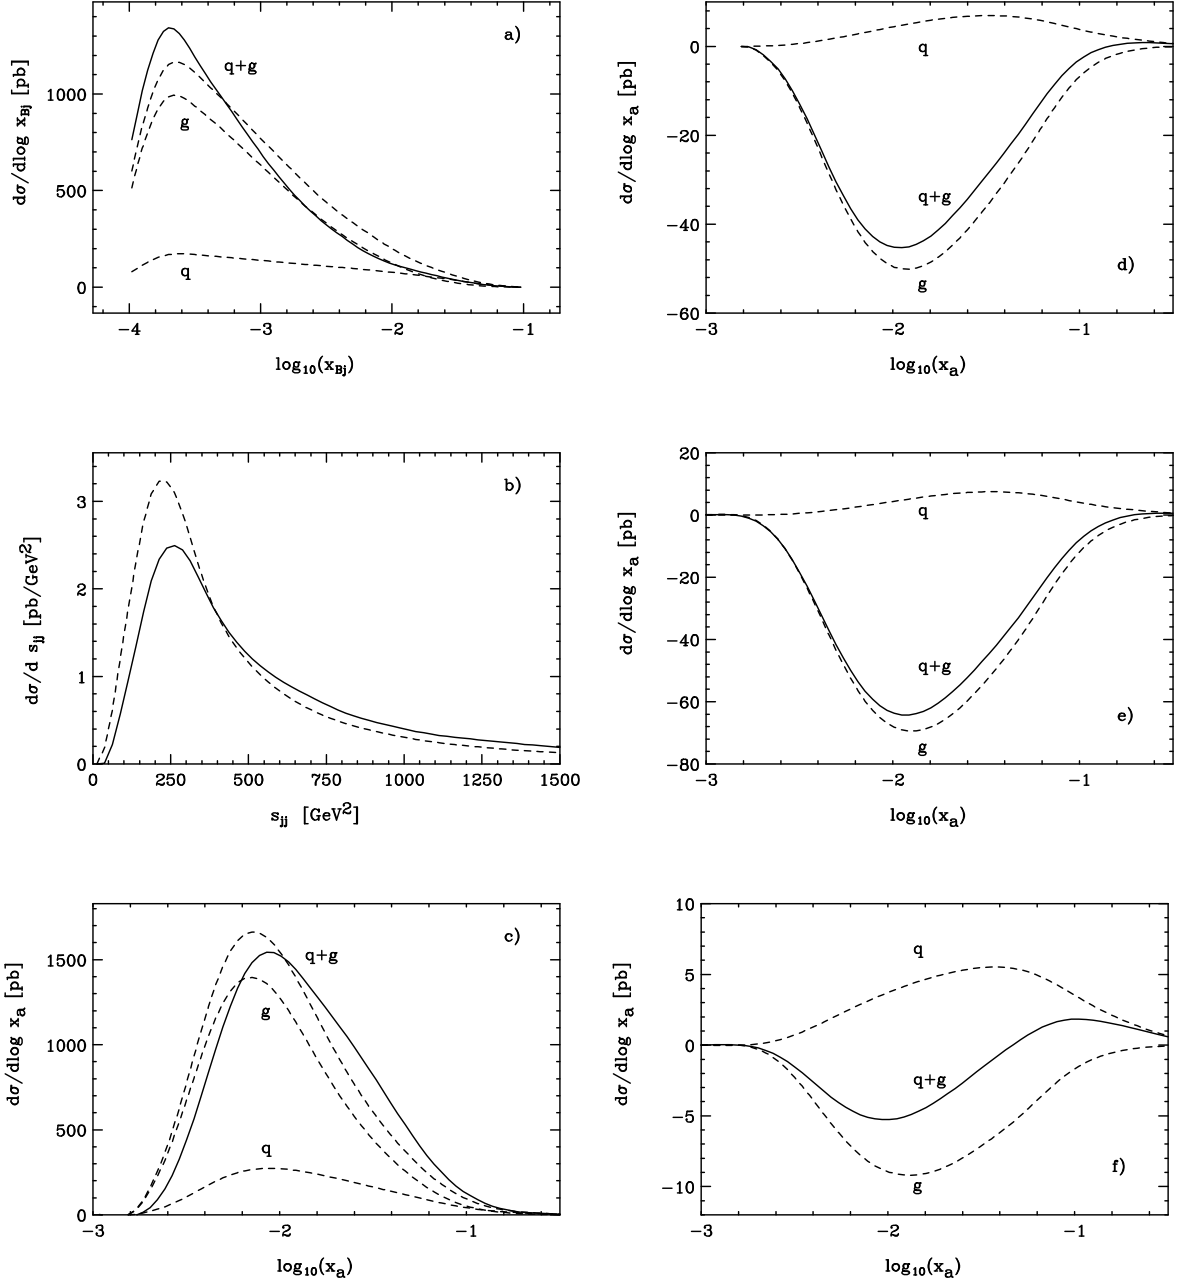 a)
q+g
g
q
1000
500
0
−4
−3
−2
−1
dσ/dlog x_Bj [pb]
log₁₀(x_Bj)
d)
q
q+g
g
0
−20
−40
−60
−3
−2
−1
dσ/dlog x_a [pb]
log₁₀(x_a)
b)
3
2
1
0
0
250
500
750
1000
1250
1500
dσ/d s_jj [pb/GeV²]
s_jj [GeV²]
e)
q
q+g
g
20
0
−20
−40
−60
−80
−3
−2
−1
dσ/dlog x_a [pb]
log₁₀(x_a)
c)
q+g
g
q
1500
1000
500
0
−3
−2
−1
dσ/dlog x_a [pb]
log₁₀(x_a)
f)
q
q+g
g
10
5
0
−5
−10
−3
−2
−1
dσ/dlog x_a [pb]
log₁₀(x_a)